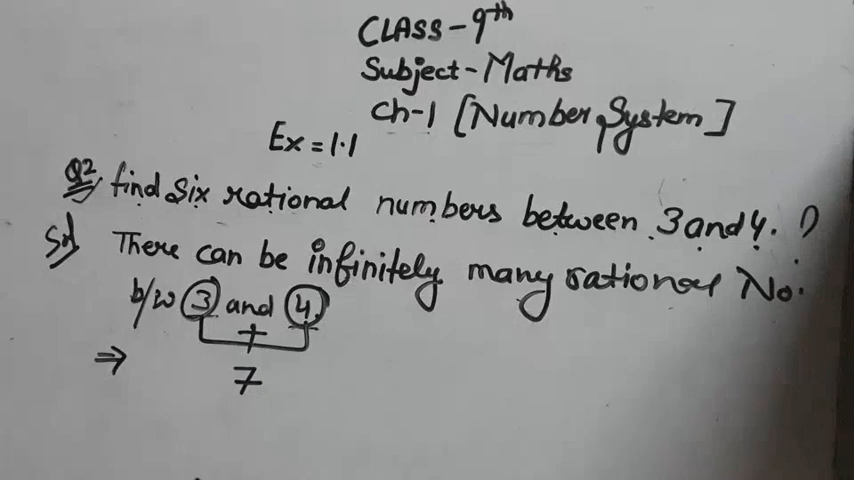 CLASS-9th
Subject-Maths
Ch-1 [Number System]
Ex = 1.1
Q2 find six rational numbers between 3 and 4. ?
Sol There can be infinitely many rational No.
b/w 3 and 4.
+
⇒ 7